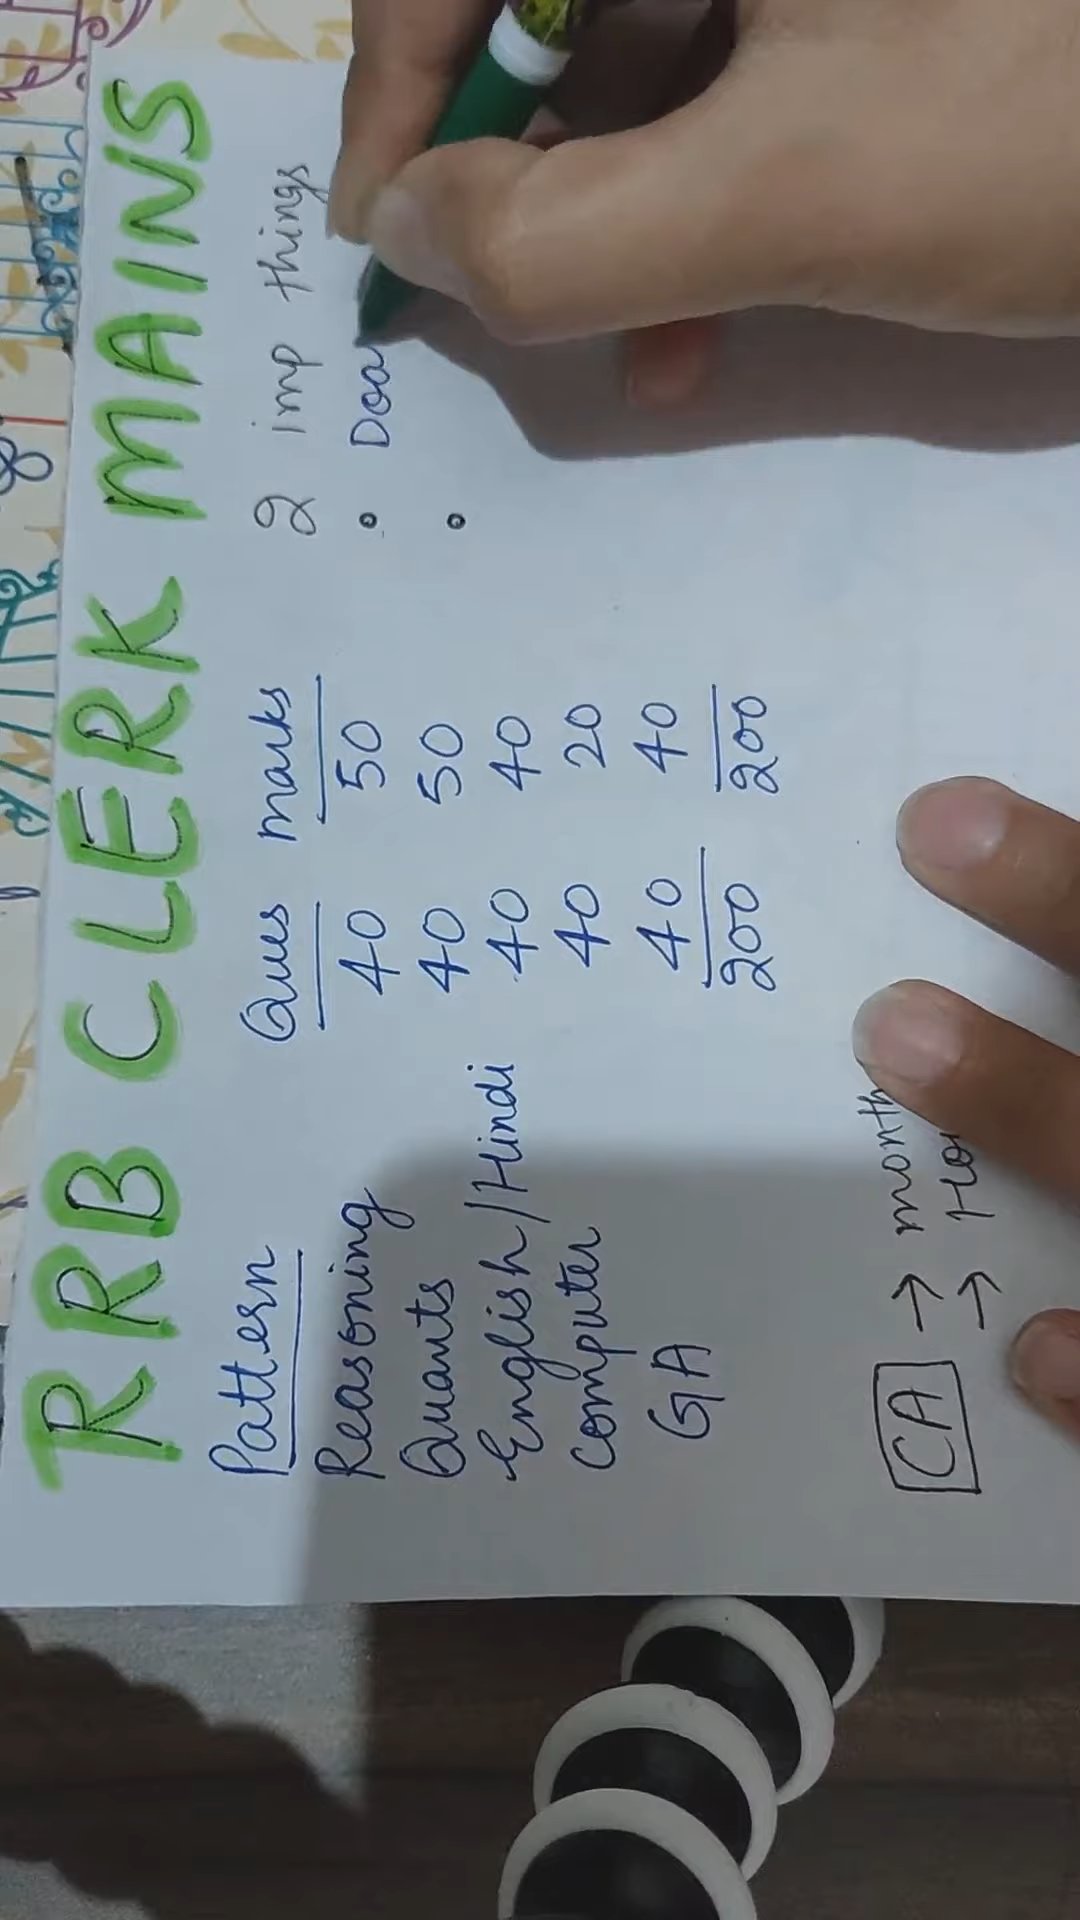 RRB CLERK MAINS
Pattern Ques marks 2 imp things
Reasoning 40 50 • Doa
Quants 40 50 •
English/Hindi 40 40
Computer 40 20
GA 40 40
200 200
CA → month
→